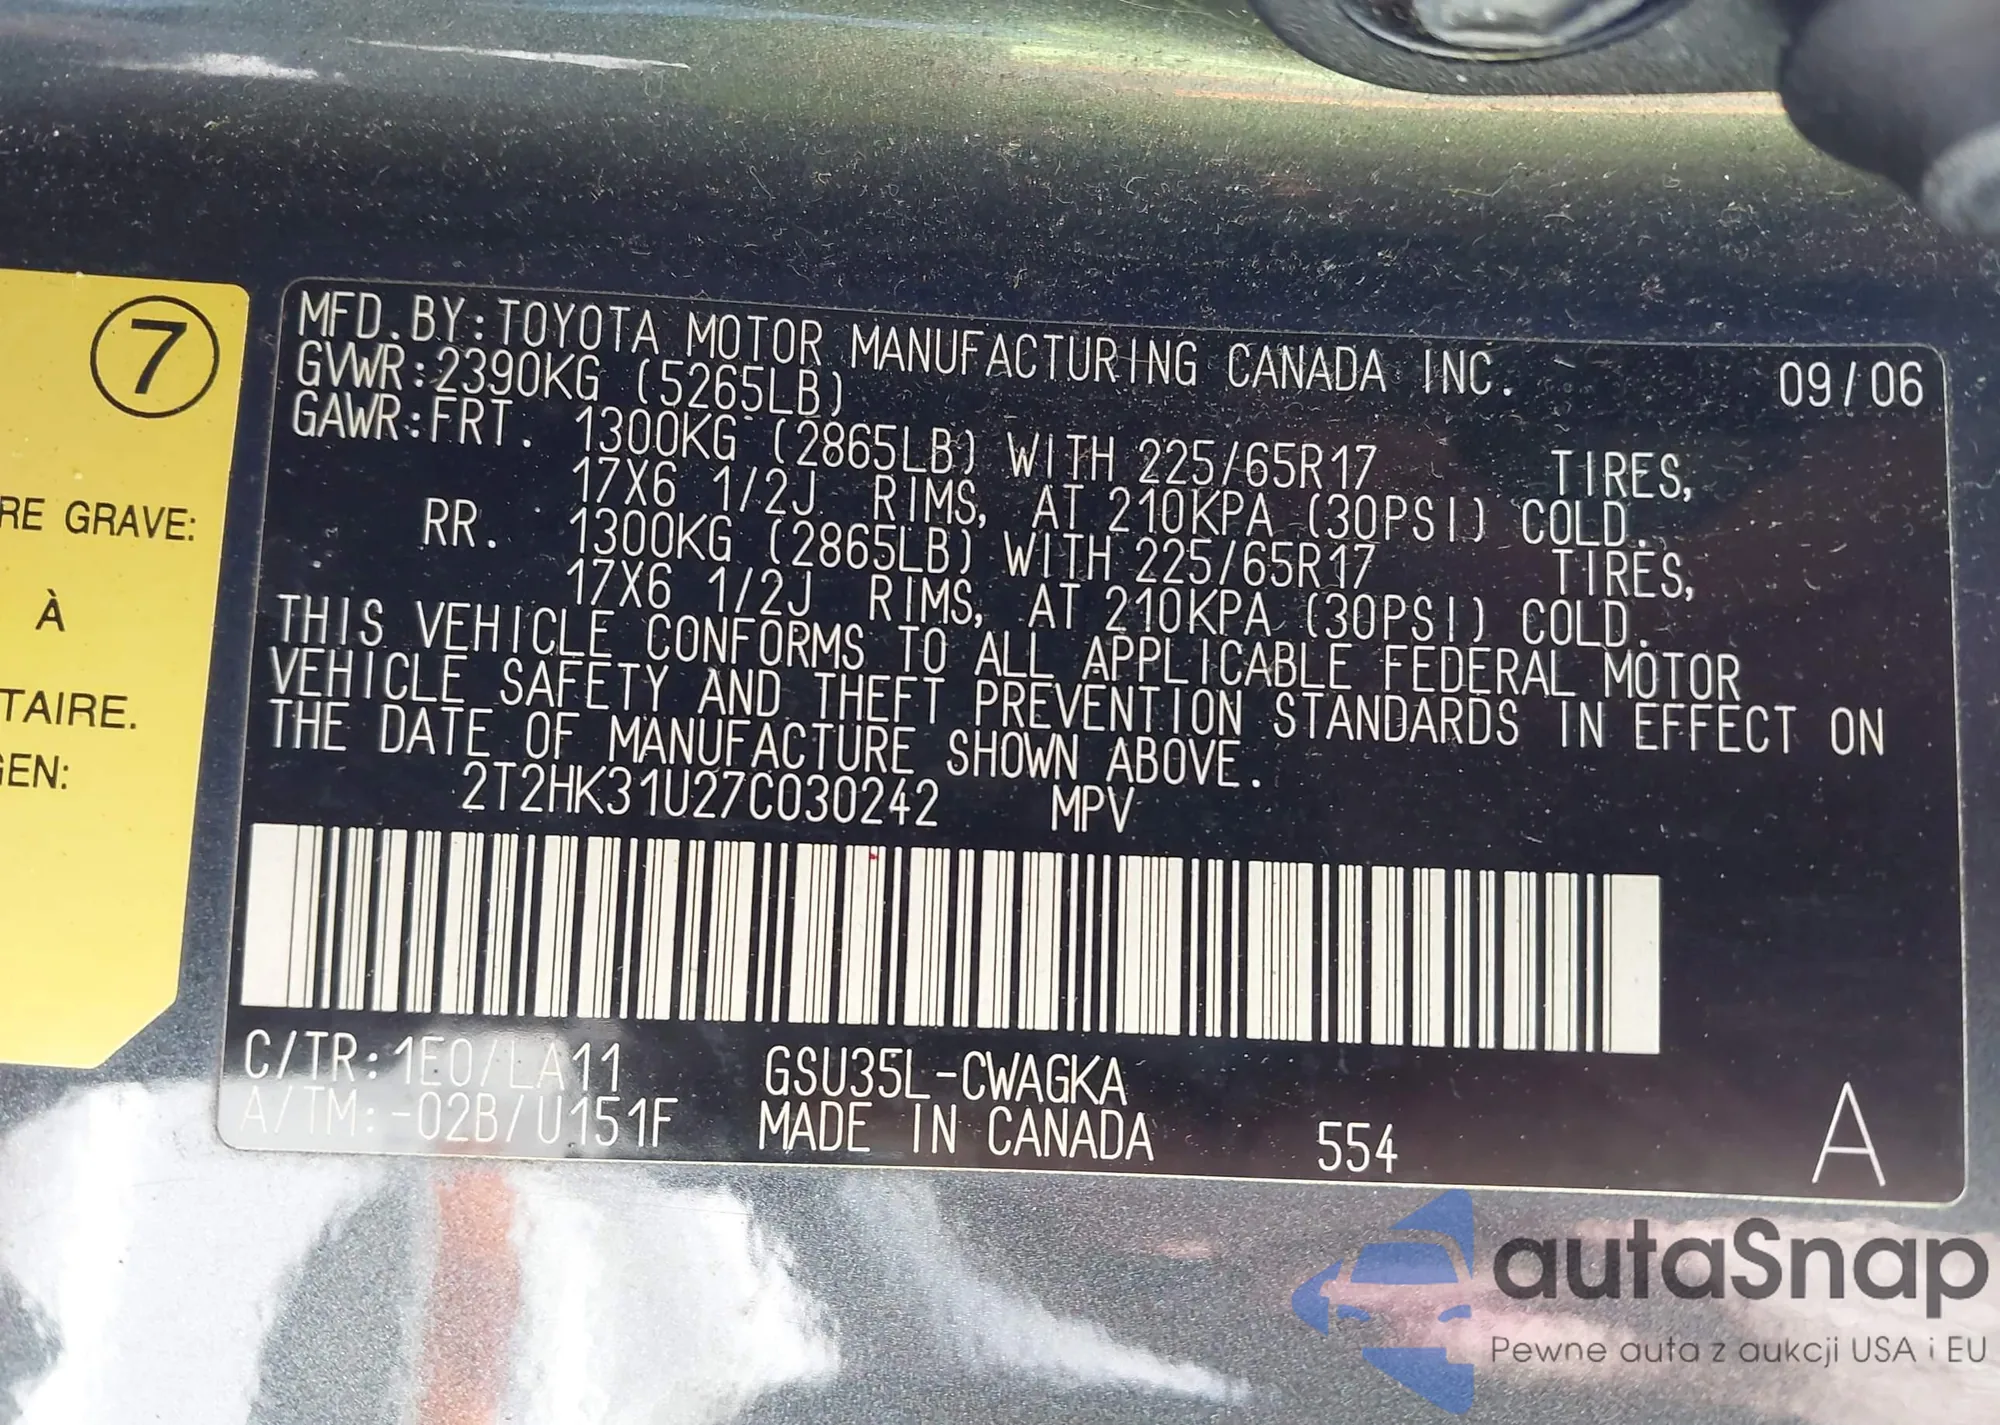 7
RE GRAVE:
À
TAIRE.
GEN:
MFD.BY:TOYOTA MOTOR MANUFACTURING CANADA INC. 09/06
GVWR:2390KG (5265LB)
GAWR:FRT. 1300KG (2865LB) WITH 225/65R17 TIRES,
17X6 1/2J RIMS, AT 210KPA (30PSI) COLD.
RR. 1300KG (2865LB) WITH 225/65R17 TIRES,
17X6 1/2J RIMS, AT 210KPA (30PSI) COLD.
THIS VEHICLE CONFORMS TO ALL APPLICABLE FEDERAL MOTOR
VEHICLE SAFETY AND THEFT PREVENTION STANDARDS IN EFFECT ON
THE DATE OF MANUFACTURE SHOWN ABOVE.
2T2HK31U27C030242 MPV
C/TR:1E0/LA11 GSU35L-CWAGKA
A/TM:-02B/U151F MADE IN CANADA 554 A
autaSnap
Pewne auta z aukcji USA i EU